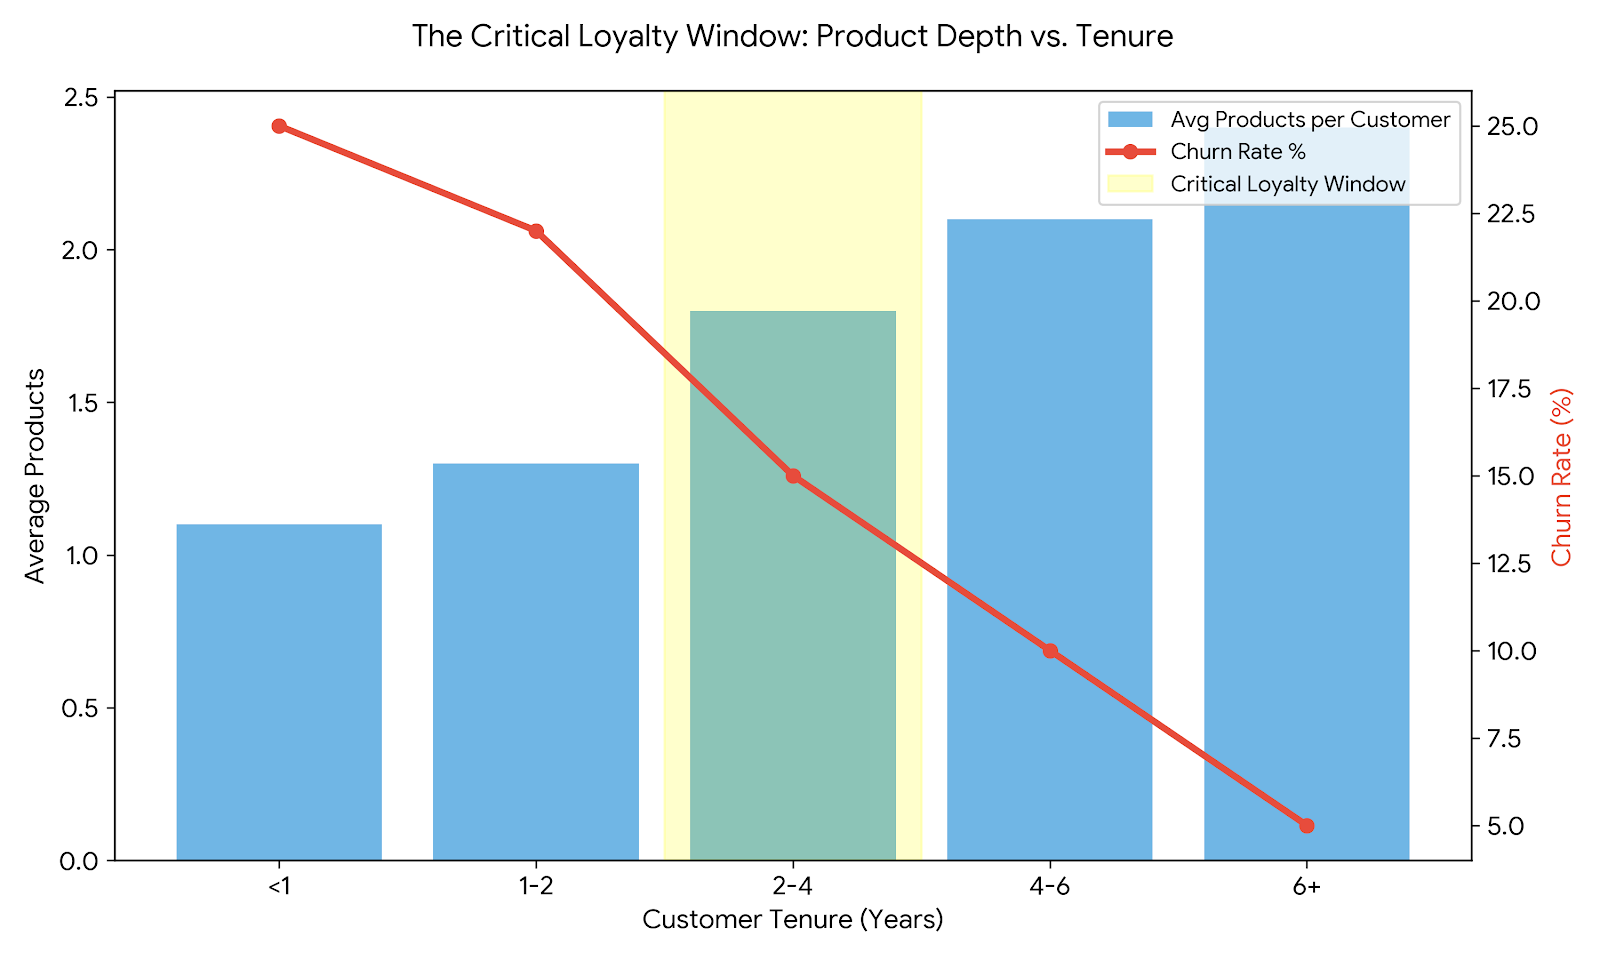 The Critical Loyalty Window: Product Depth vs. Tenure
Avg Products per Customer
Churn Rate %
Critical Loyalty Window
Average Products
2.5
2.0
1.5
1.0
0.5
0.0
25.0
22.5
20.0
17.5
15.0
12.5
10.0
7.5
5.0
Churn Rate (%)
<1
1-2
2-4
4-6
6+
Customer Tenure (Years)